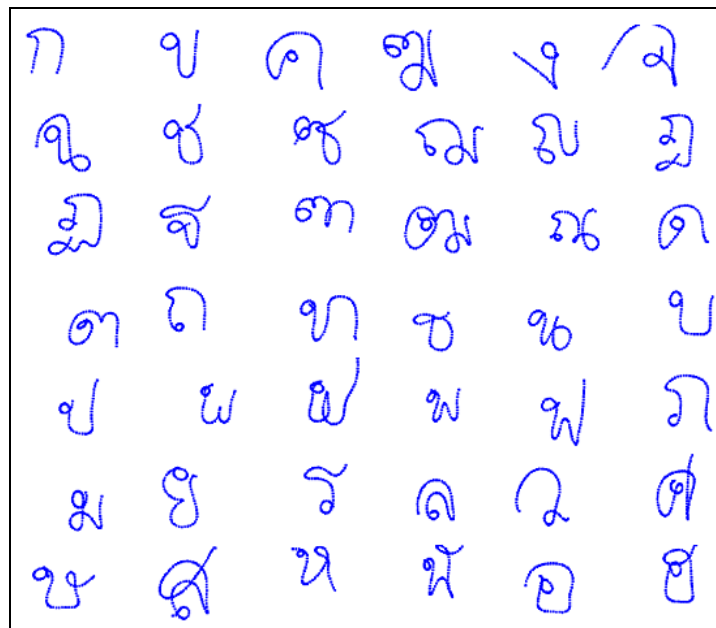 ก ข ค ฆ ง จ
ฉ ช ซ ฌ ญ ฎ
ฏ ฐ ฑ ฒ ณ ด
ต ถ ท ธ น บ
ป ผ ฝ พ ฟ ภ
ม ย ร ล ว ศ
ษ ส ห ฬ อ ฮ